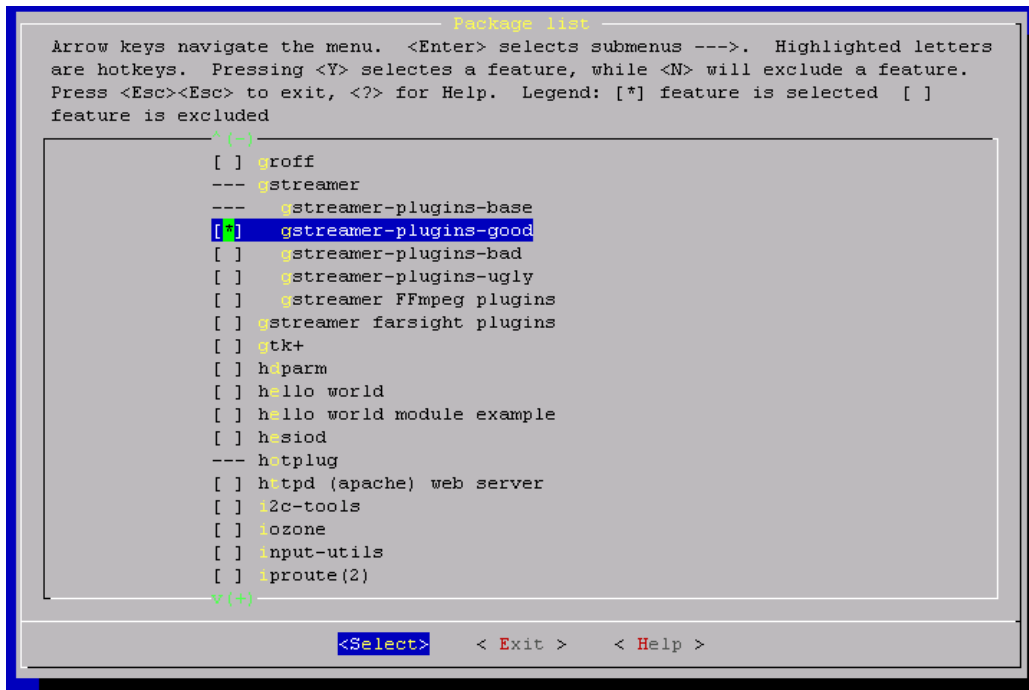 Package list
Arrow keys navigate the menu.  <Enter> selects submenus --->.  Highlighted letters
are hotkeys.  Pressing <Y> selectes a feature, while <N> will exclude a feature.
Press <Esc><Esc> to exit, <?> for Help.  Legend: [*] feature is selected  [ ]
feature is excluded
^(-)
[ ] groff
--- gstreamer
---   gstreamer-plugins-base
[*]   gstreamer-plugins-good
[ ]   gstreamer-plugins-bad
[ ]   gstreamer-plugins-ugly
[ ]   gstreamer FFmpeg plugins
[ ] gstreamer farsight plugins
[ ] gtk+
[ ] hdparm
[ ] hello world
[ ] hello world module example
[ ] hesiod
--- hotplug
[ ] httpd (apache) web server
[ ] i2c-tools
[ ] iozone
[ ] input-utils
[ ] iproute(2)
v(+)
<Select>    < Exit >    < Help >